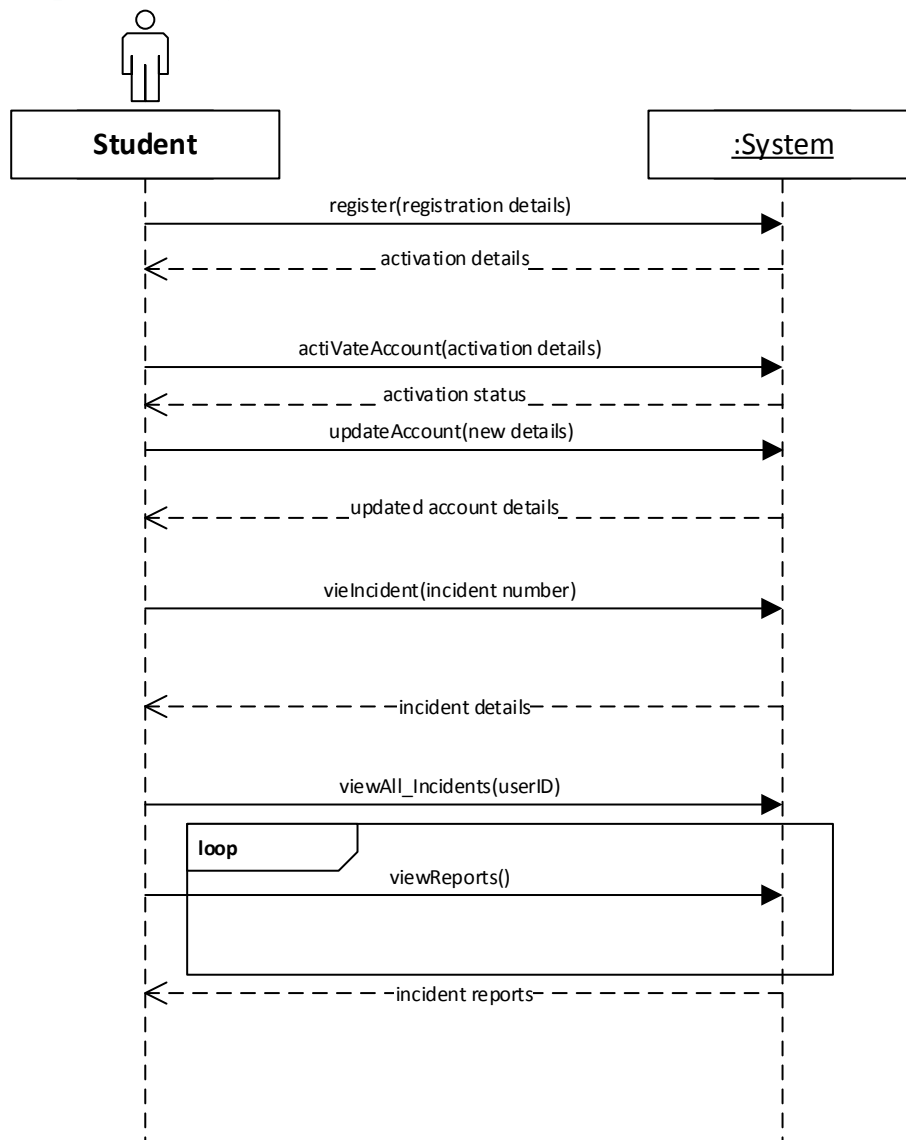 Student
:System
register(registration details)
activation details
actiVateAccount(activation details)
activation status
updateAccount(new details)
updated account details
vieIncident(incident number)
incident details
viewAll_Incidents(userID)
loop
viewReports()
incident reports